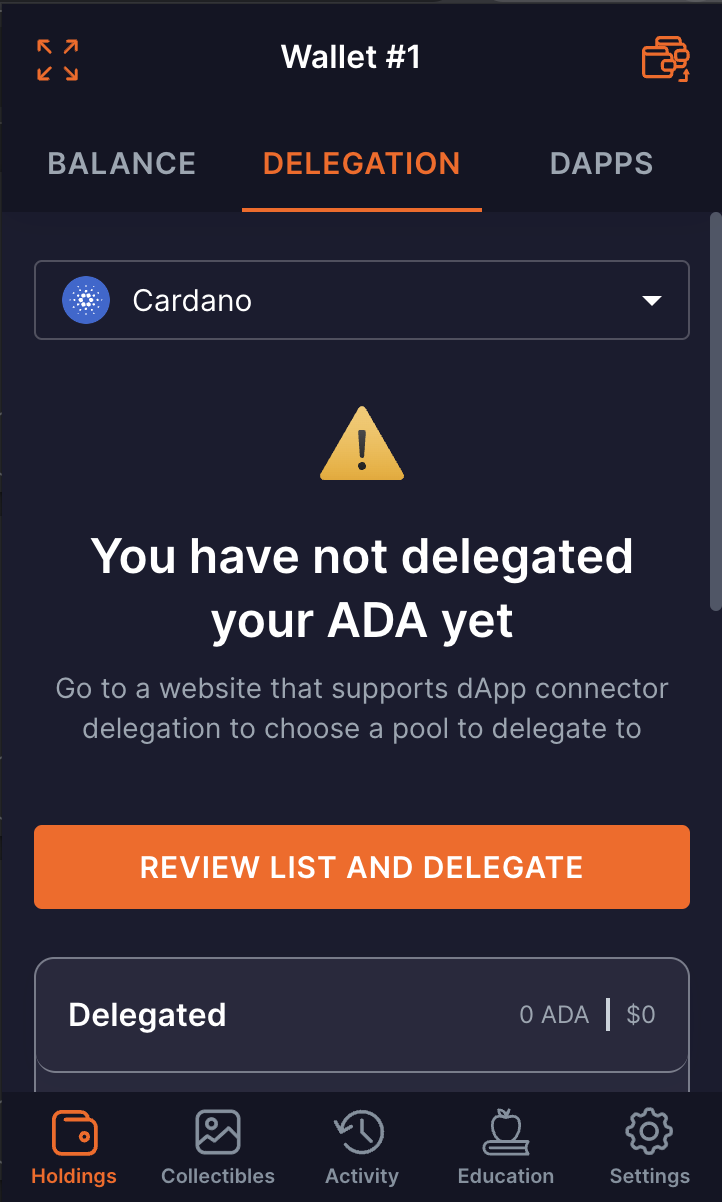 Wallet #1
BALANCE
DELEGATION
DAPPS
Cardano
You have not delegated
your ADA yet
Go to a website that supports dApp connector
delegation to choose a pool to delegate to
REVIEW LIST AND DELEGATE
Delegated 0 ADA | $0
Holdings
Collectibles
Activity
Education
Settings